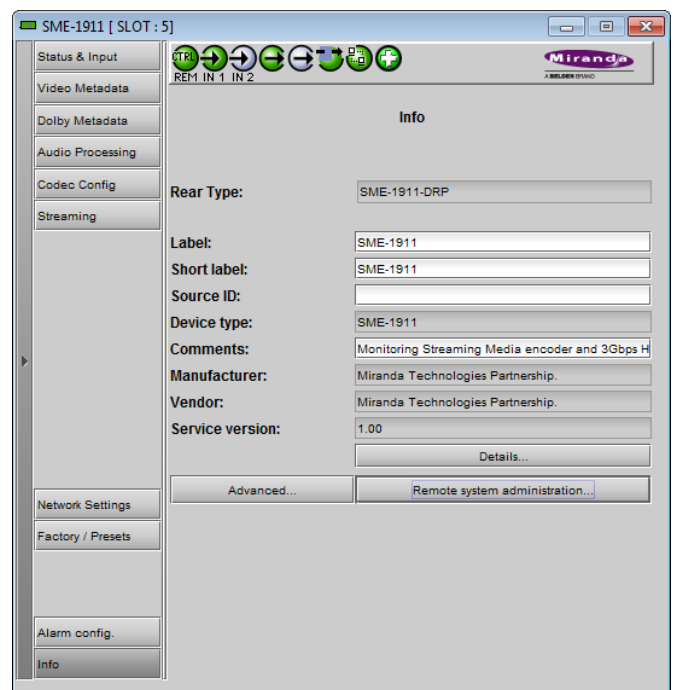 SME-1911 [ SLOT : 5]
Status & Input
Video Metadata
Dolby Metadata
Audio Processing
Codec Config
Streaming
Network Settings
Factory / Presets
Alarm config.
Info
CTRL
REM IN 1 IN 2
Miranda
A BELDEN BRAND
Info
Rear Type: SME-1911-DRP
Label: SME-1911
Short label: SME-1911
Source ID:
Device type: SME-1911
Comments: Monitoring Streaming Media encoder and 3Gbps H
Manufacturer: Miranda Technologies Partnership.
Vendor: Miranda Technologies Partnership.
Service version: 1.00
Details...
Advanced... Remote system administration...